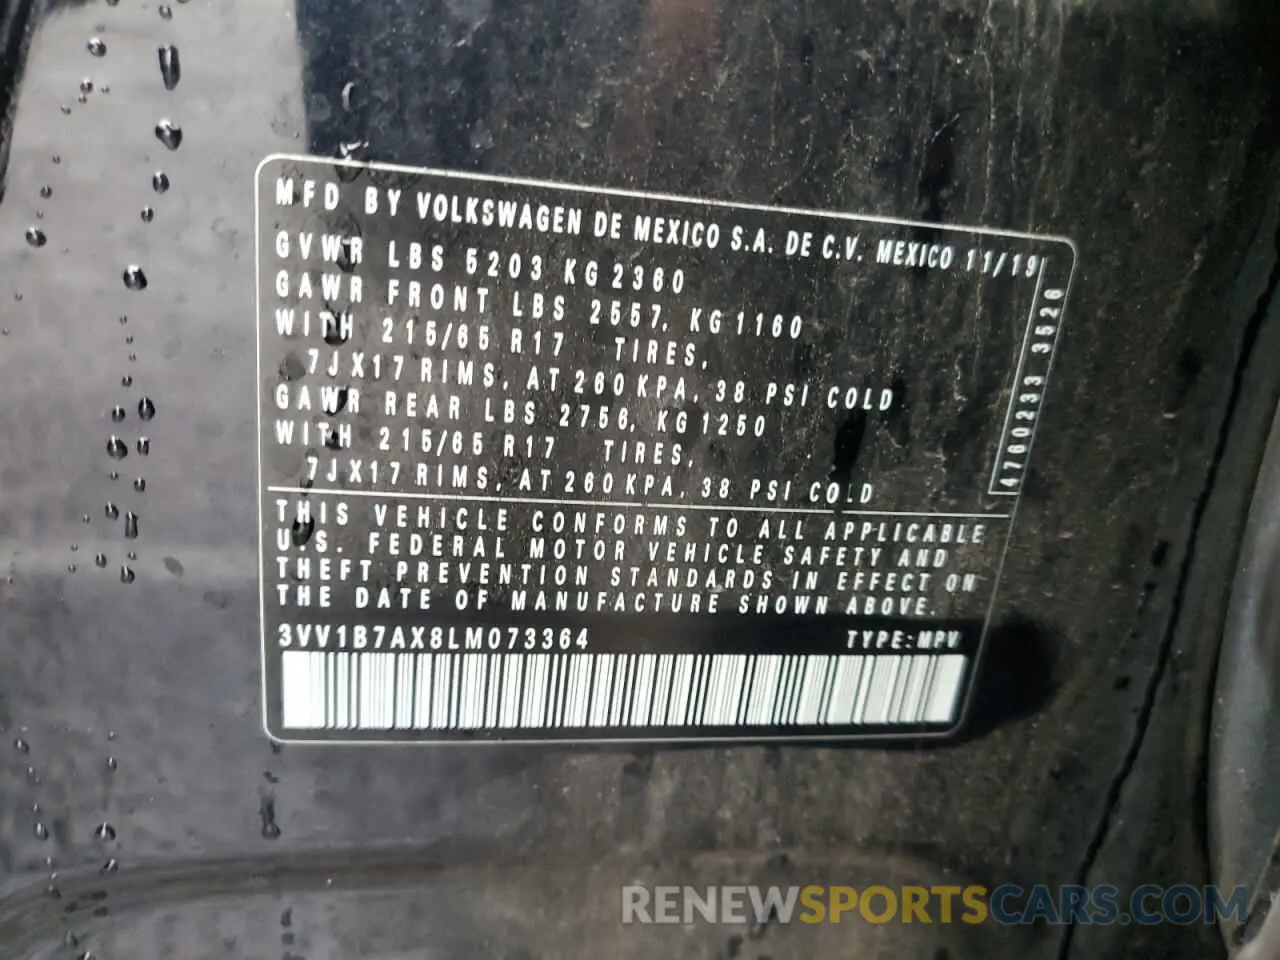 MFD BY VOLKSWAGEN DE MEXICO S.A. DE C.V. MEXICO 11/19
GVWR LBS 5203 KG 2360
GAWR FRONT LBS 2557, KG 1160
WITH 215/65 R17 TIRES,
7JX17 RIMS, AT 260 KPA, 38 PSI COLD
GAWR REAR LBS 2756, KG 1250
WITH 215/65 R17 TIRES,
7JX17 RIMS, AT 260 KPA, 38 PSI COLD
4760233 3526
THIS VEHICLE CONFORMS TO ALL APPLICABLE
U.S. FEDERAL MOTOR VEHICLE SAFETY AND
THEFT PREVENTION STANDARDS IN EFFECT ON
THE DATE OF MANUFACTURE SHOWN ABOVE.
3VV1B7AX8LM073364 TYPE:MPV
RENEWSPORTSCARS.COM